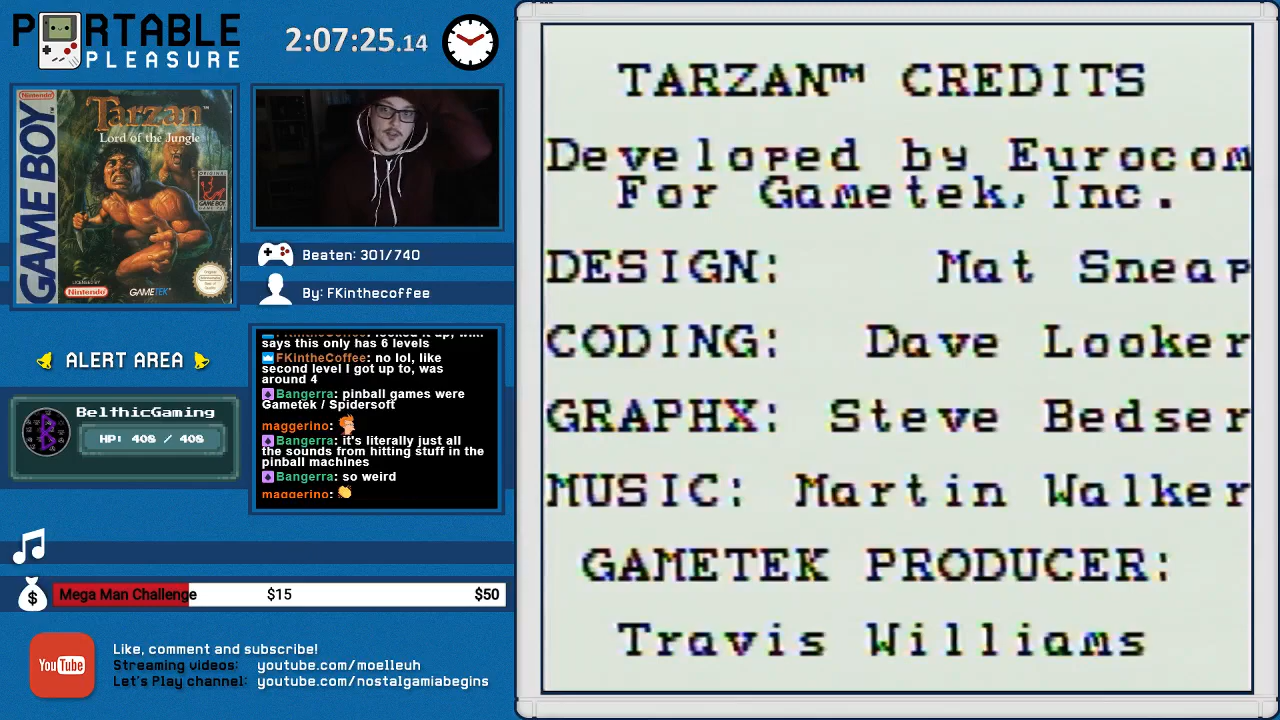 PORTABLE
PLEASURE
2:07:25.14
Nintendo
GAME BOY
Tarzan™
Lord of the Jungle
Nintendo
GAMETEK
Beaten: 301/740
By: FKinthecoffee
ALERT AREA
BelthicGaming
HP: 408 / 408
says this only has 6 levels
FKintheCoffee: no lol, like
second level I got up to, was
around 4
Bangerra: pinball games were
Gametek / Spidersoft
maggerino:
Bangerra: it's literally just all
the sounds from hitting stuff in the
pinball machines
Bangerra: so weird
maggerino:
Mega Man Challenge
$15
$50
YouTube
Like, comment and subscribe!
Streaming videos: youtube.com/moelleuh
Let's Play channel: youtube.com/nostalgamiabegins
TARZAN™ CREDITS
Developed by Eurocom
For Gametek,Inc.
DESIGN: Mat Sneap
CODING: Dave Looker
GRAPHX: Steve Bedser
MUSIC: Martin Walker
GAMETEK PRODUCER:
Travis Williams